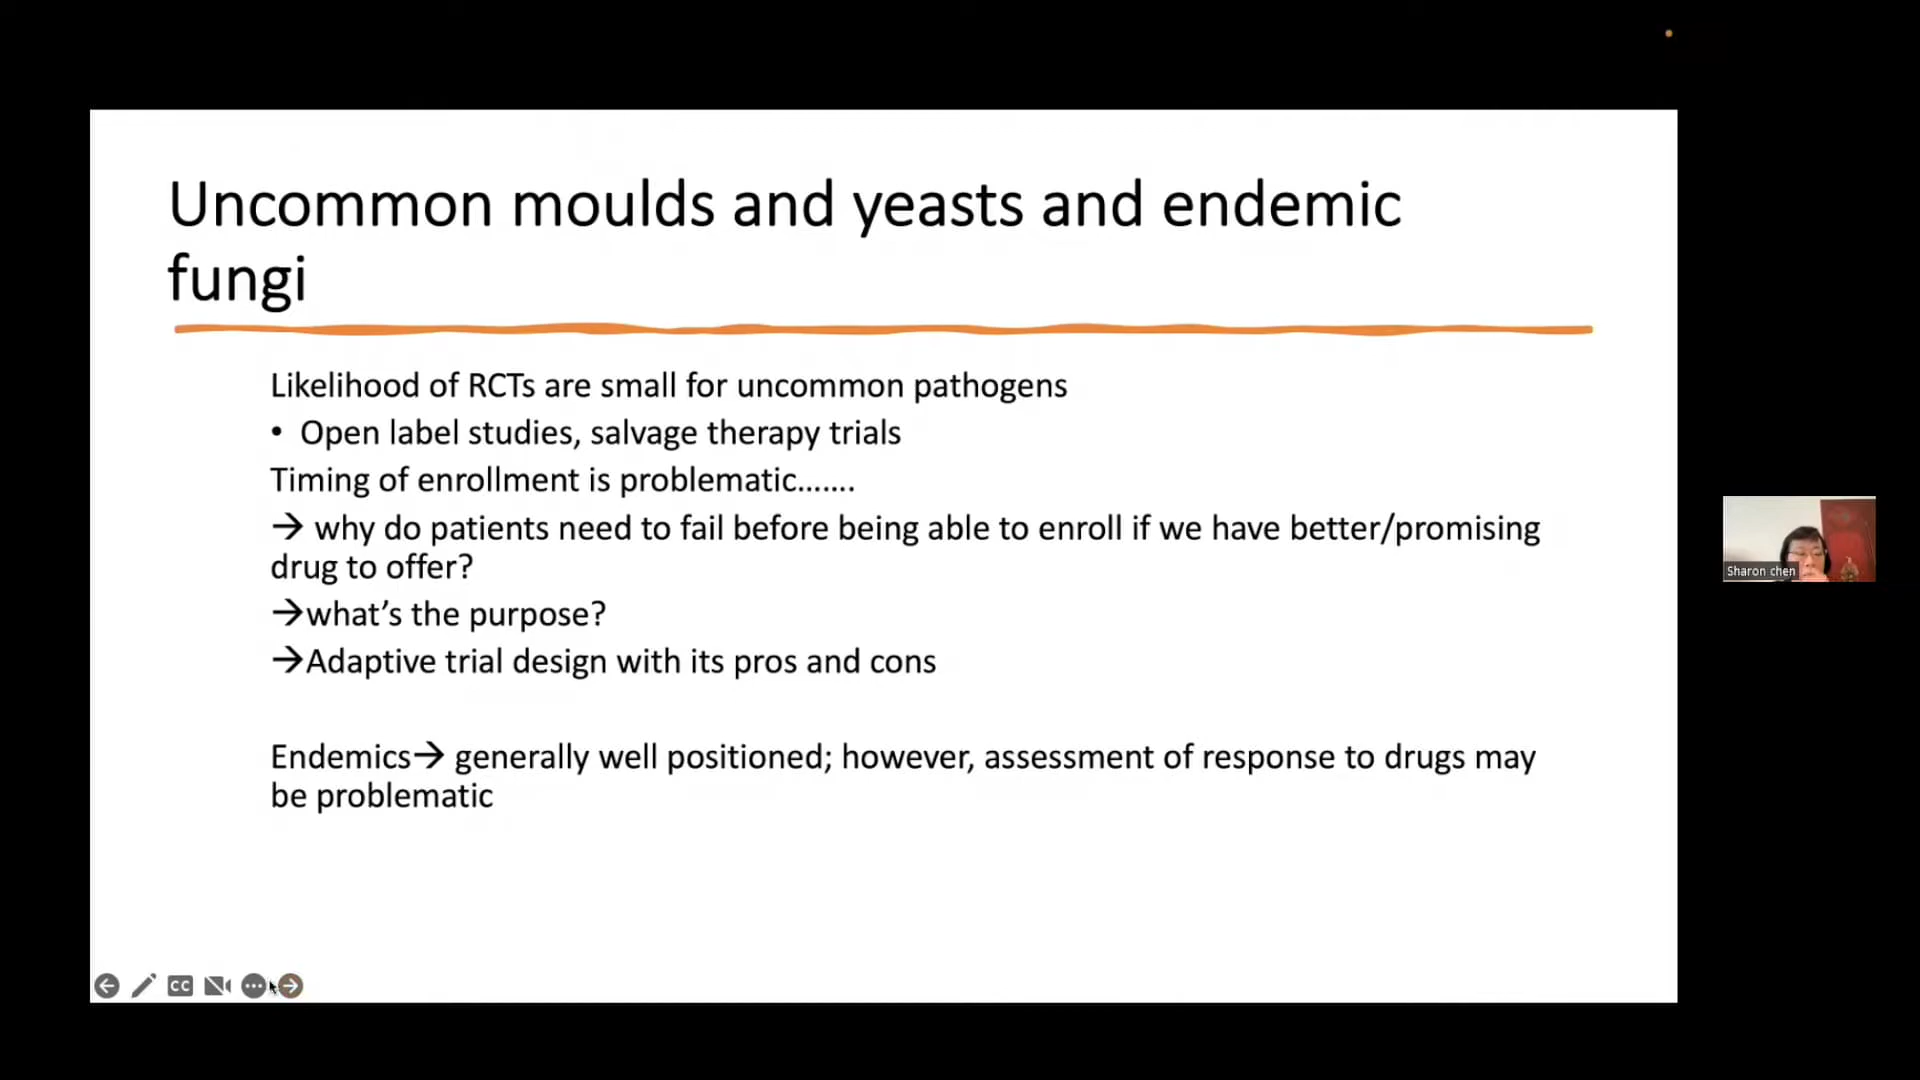 Uncommon moulds and yeasts and endemic
fungi
Likelihood of RCTs are small for uncommon pathogens
• Open label studies, salvage therapy trials
Timing of enrollment is problematic.......
→ why do patients need to fail before being able to enroll if we have better/promising
drug to offer?
→what's the purpose?
→Adaptive trial design with its pros and cons
Endemics→ generally well positioned; however, assessment of response to drugs may
be problematic
Sharon chen
CC